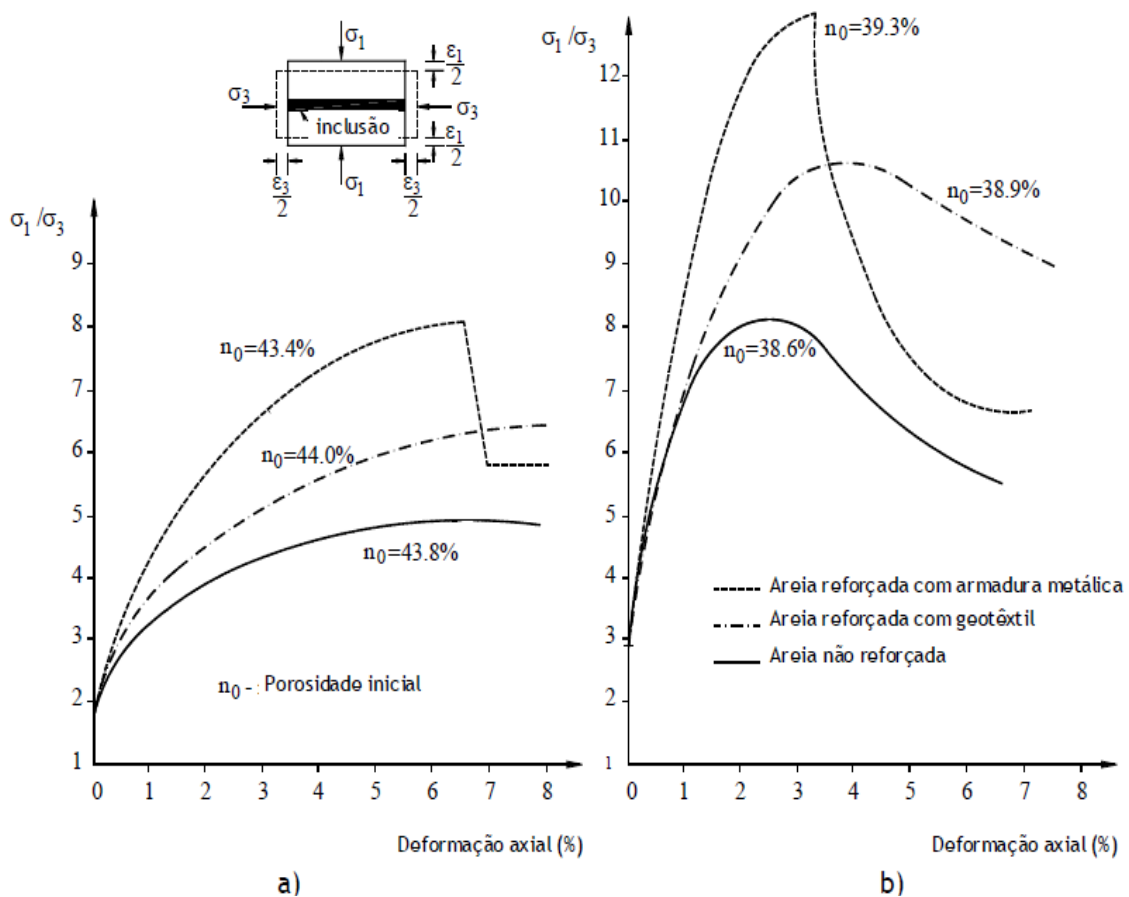 σ1
ε1
2
σ3
σ3
inclusão
ε1
2
ε3
2
σ1
ε3
2
σ1 /σ3
9
8
7
6
5
4
3
2
1
n0=43.4%
n0=44.0%
n0=43.8%
n0 - : Porosidade inicial
0 1 2 3 4 5 6 7 8
Deformação axial (%)
a)
σ1 /σ3
12
11
10
9
8
7
6
5
4
3
2
1
n0=39.3%
n0=38.9%
n0=38.6%
Areia reforçada com armadura metálica
Areia reforçada com geotêxtil
Areia não reforçada
0 1 2 3 4 5 6 7 8
Deformação axial (%)
b)